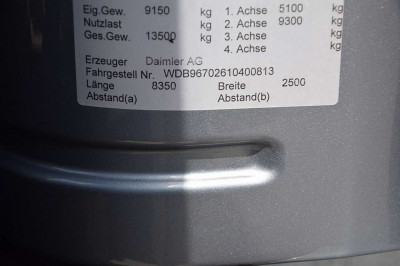 Eig.Gew. 9150 kg 1. Achse 5100 kg
Nutzlast kg 2. Achse 9300 kg
Ges.Gew. 13500 kg 3. Achse kg
4. Achse kg
Erzeuger Daimler AG
Fahrgestell Nr. WDB96702610400813
Länge 8350 Breite 2500
Abstand(a) Abstand(b)